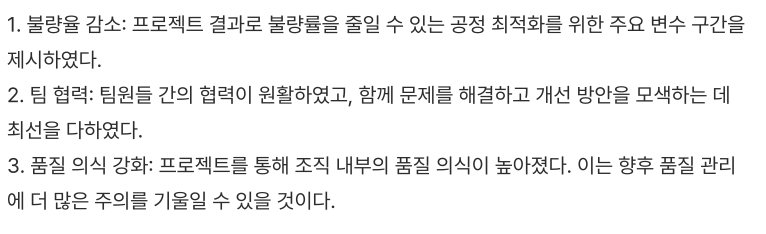 1. 불량율 감소: 프로젝트 결과로 불량률을 줄일 수 있는 공정 최적화를 위한 주요 변수 구간을
제시하였다.
2. 팀 협력: 팀원들 간의 협력이 원활하였고, 함께 문제를 해결하고 개선 방안을 모색하는 데
최선을 다하였다.
3. 품질 의식 강화: 프로젝트를 통해 조직 내부의 품질 의식이 높아졌다. 이는 향후 품질 관리
에 더 많은 주의를 기울일 수 있을 것이다.